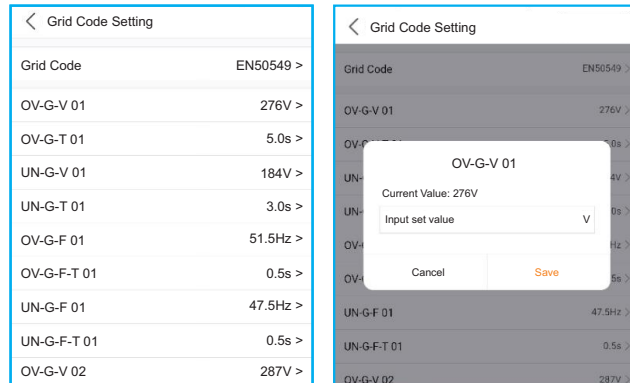 Grid Code Setting
Grid Code EN50549 >
OV-G-V 01 276V >
OV-G-T 01 5.0s >
UN-G-V 01 184V >
UN-G-T 01 3.0s >
OV-G-F 01 51.5Hz >
OV-G-F-T 01 0.5s >
UN-G-F 01 47.5Hz >
UN-G-F-T 01 0.5s >
OV-G-V 02 287V >
Grid Code Setting
Grid Code EN50549 >
OV-G-V 01 276V >
OV-G-V 01
Current Value: 276V
Input set value V
Cancel Save
UN-G-F 01 47.5Hz >
UN-G-F-T 01 0.5s >
OV-G-V 02 287V >